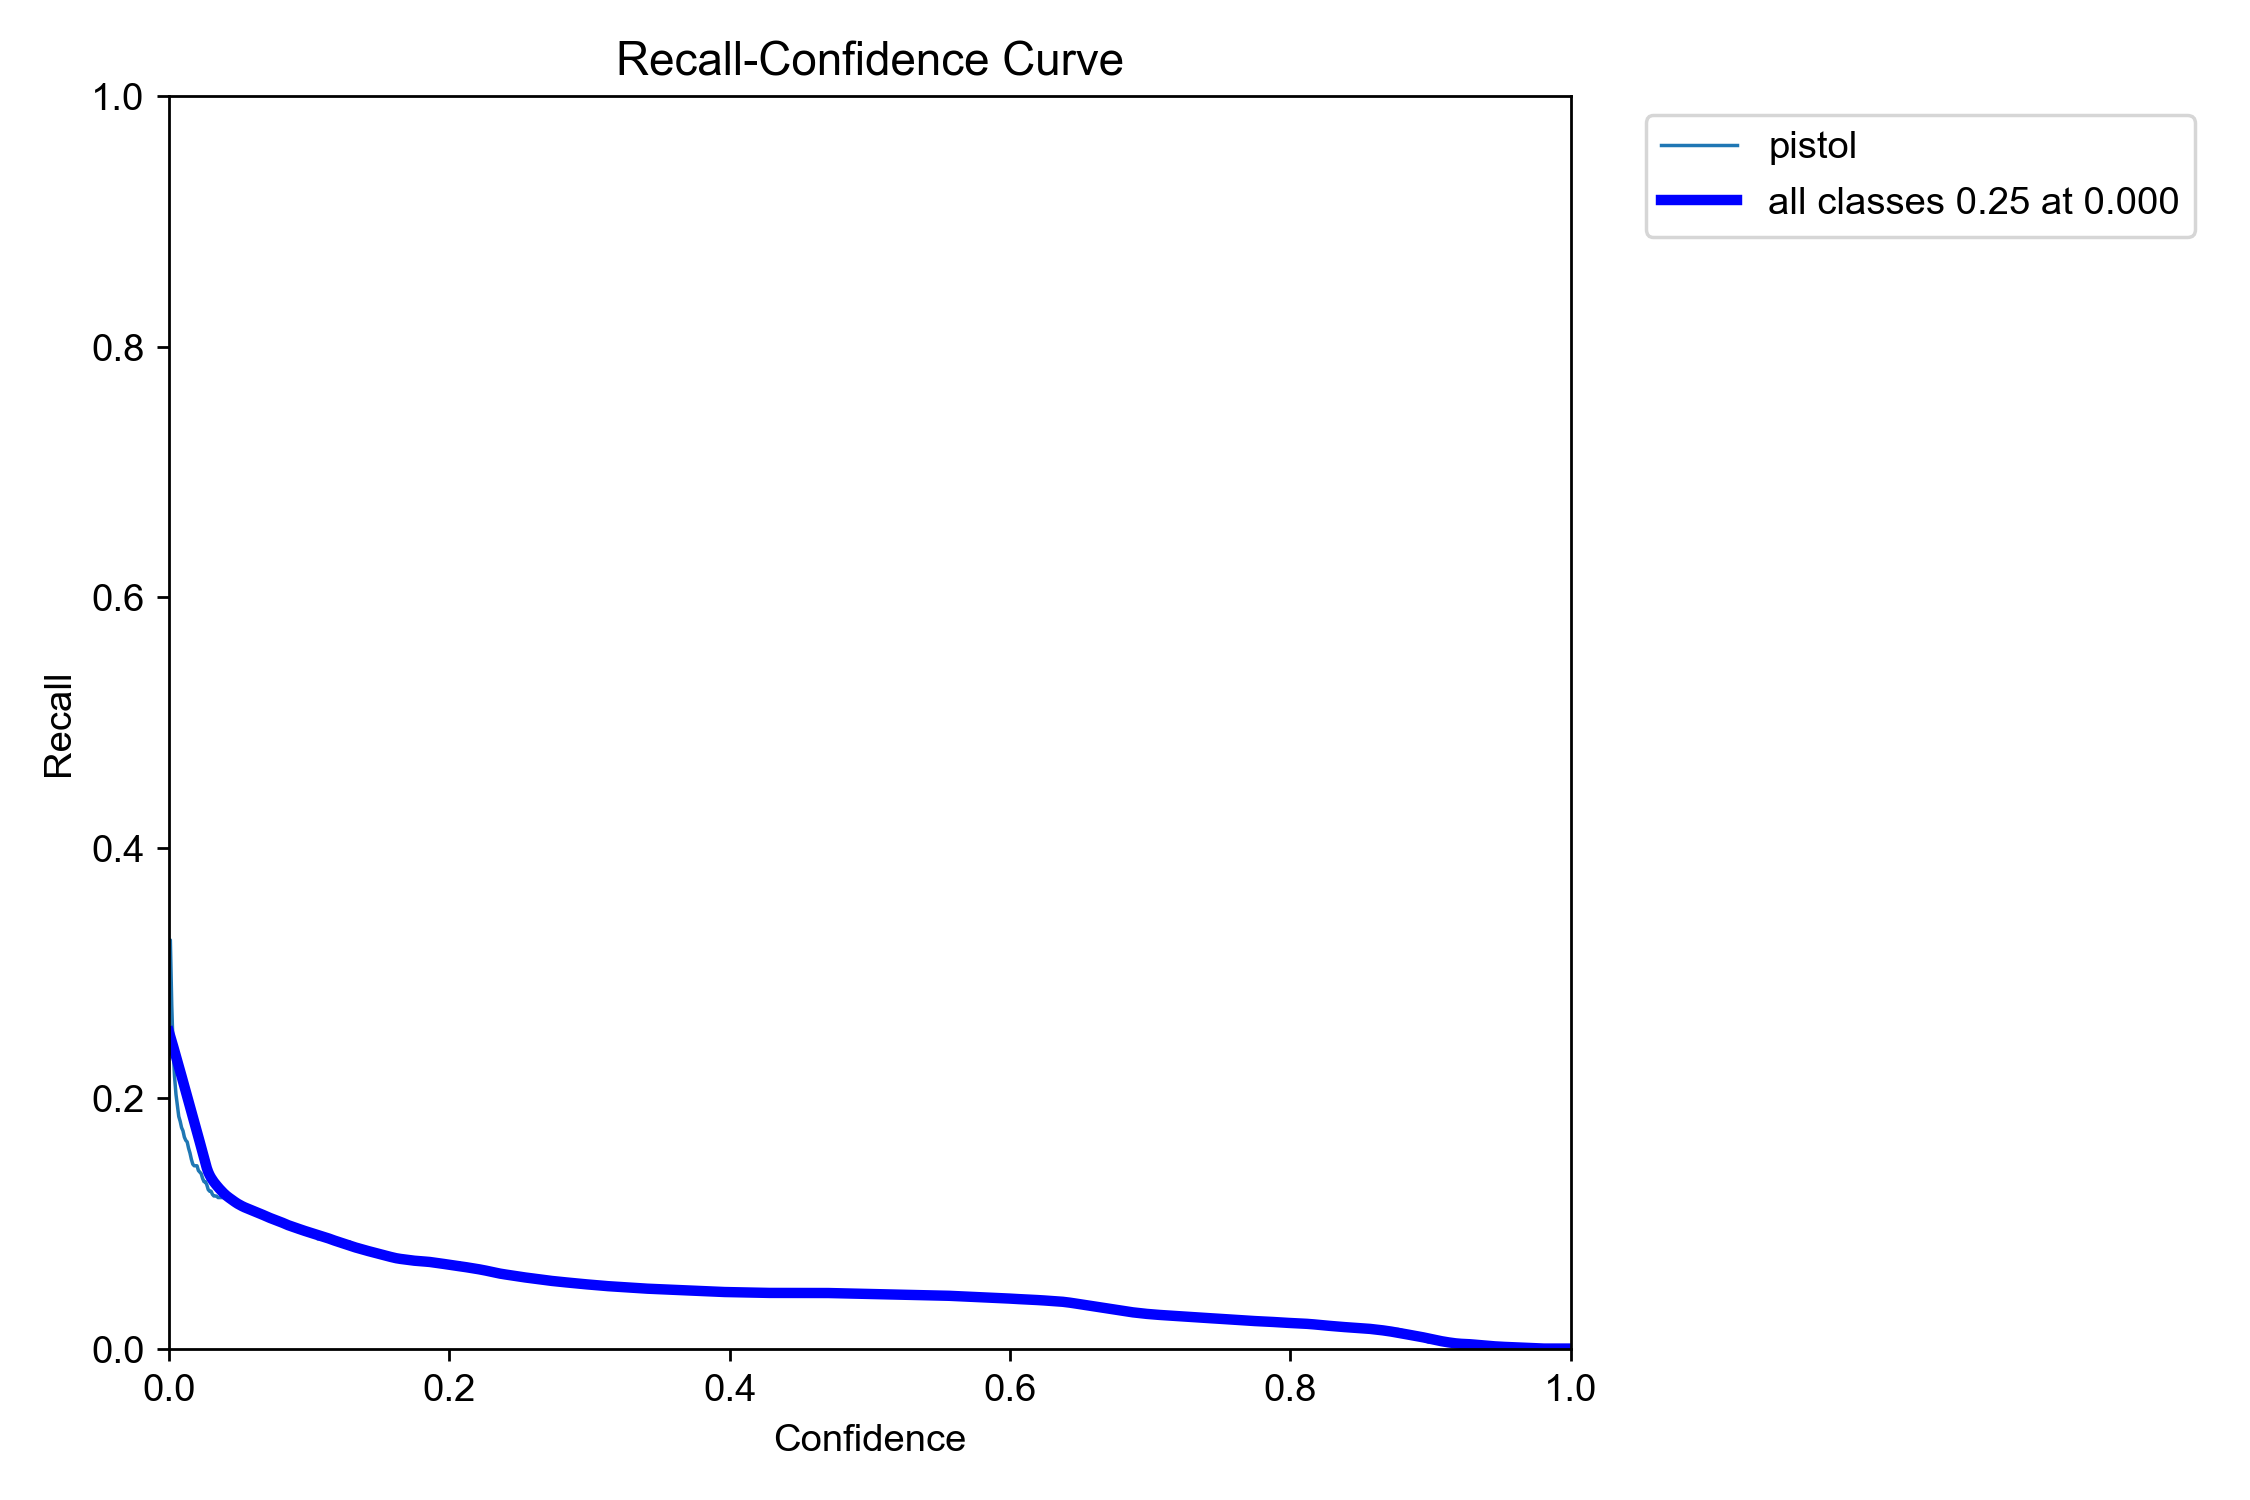 Recall-Confidence Curve
1.0
0.8
0.6
0.4
0.2
0.0
Recall
0.0 0.2 0.4 0.6 0.8 1.0
Confidence
pistol
all classes 0.25 at 0.000